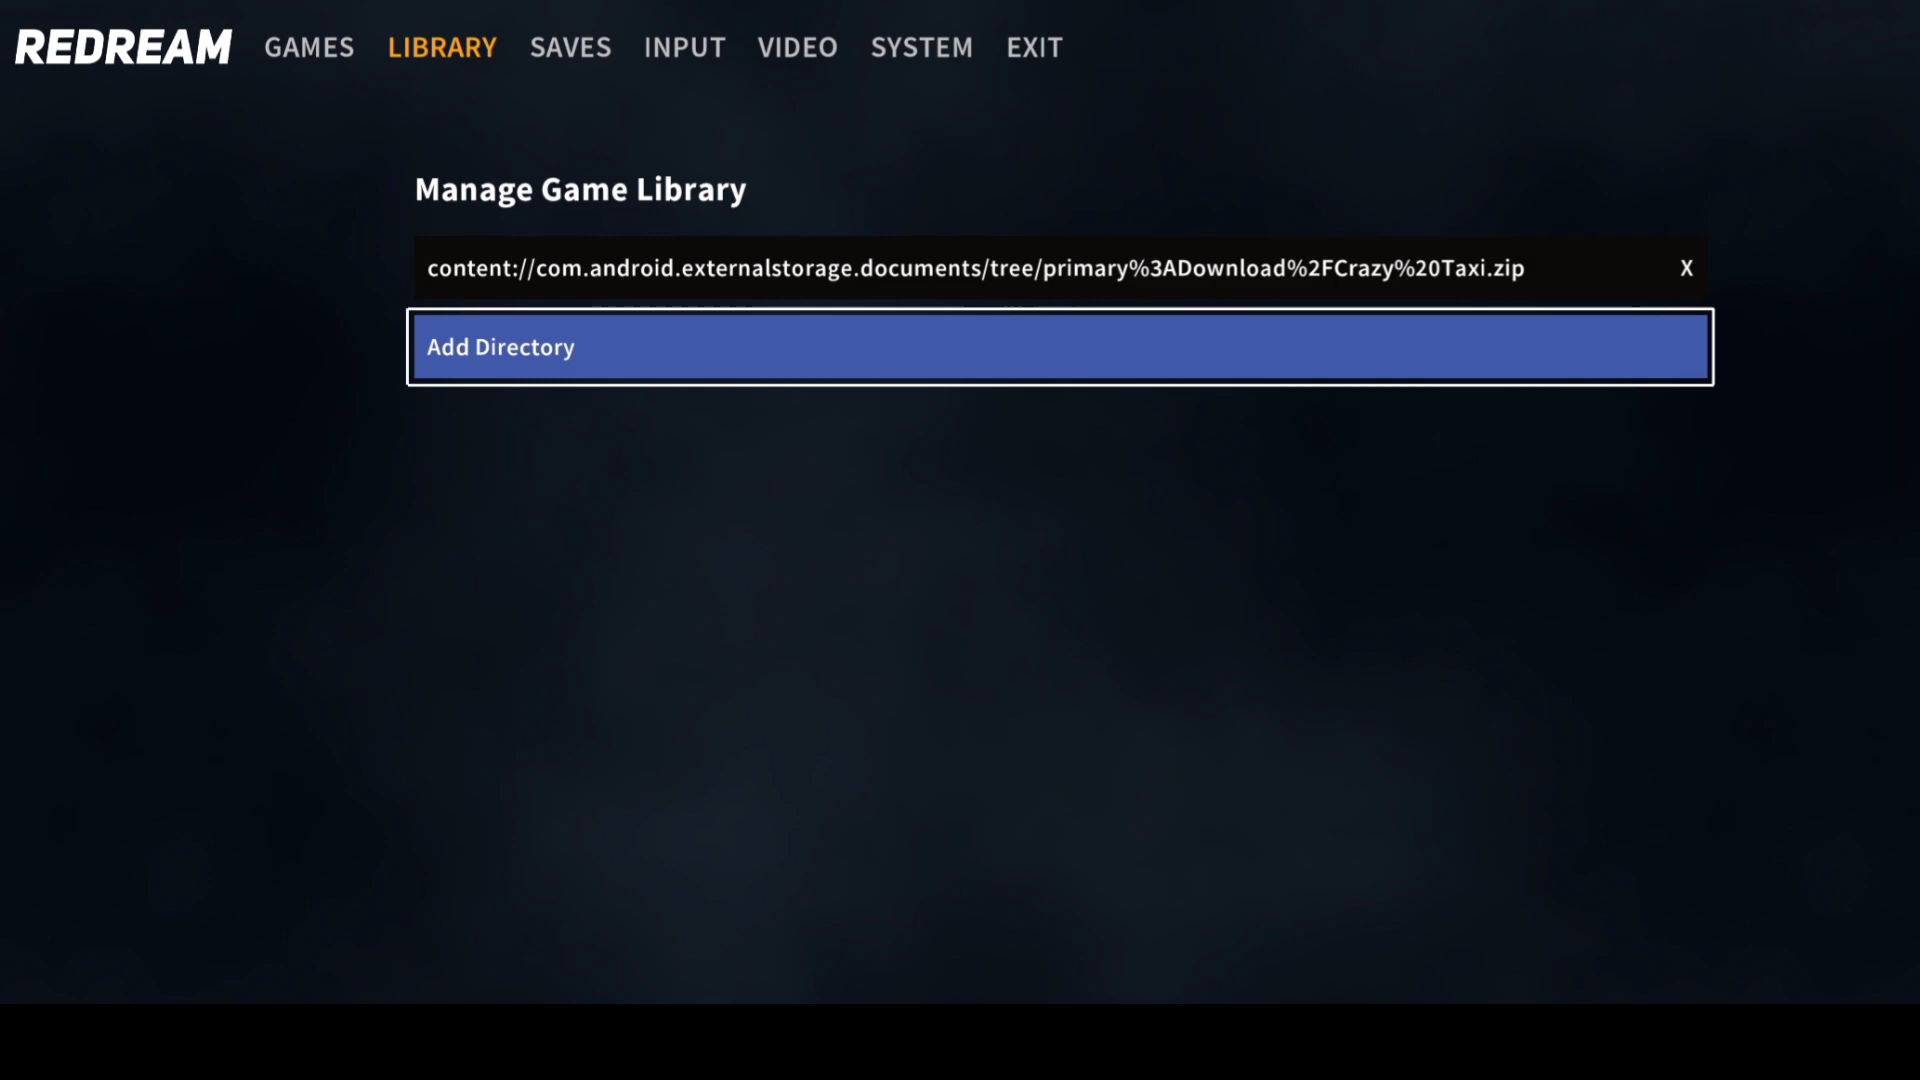 REDREAM GAMES LIBRARY SAVES INPUT VIDEO SYSTEM EXIT
Manage Game Library
content://com.android.externalstorage.documents/tree/primary%3ADownload%2FCrazy%20Taxi.zip X
Add Directory